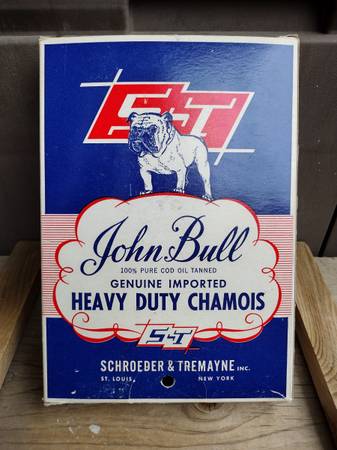 S&T
John Bull
100% PURE COD OIL TANNED
GENUINE IMPORTED
HEAVY DUTY CHAMOIS
S&T
SCHROEDER & TREMAYNE INC.
ST. LOUIS NEW YORK